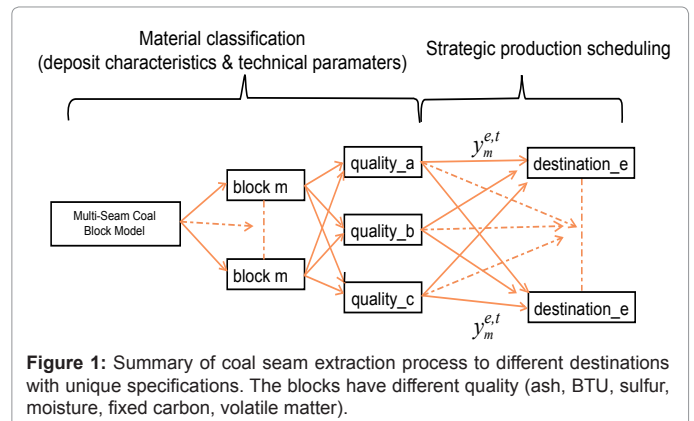 Material classification
(deposit characteristics & technical paramaters)
Strategic production scheduling
y_m^{e,t}
quality_a
destination_e
block m
Multi-Seam Coal
Block Model
quality_b
block m
quality_c
destination_e
y_m^{e,t}
Figure 1: Summary of coal seam extraction process to different destinations
with unique specifications. The blocks have different quality (ash, BTU, sulfur,
moisture, fixed carbon, volatile matter).